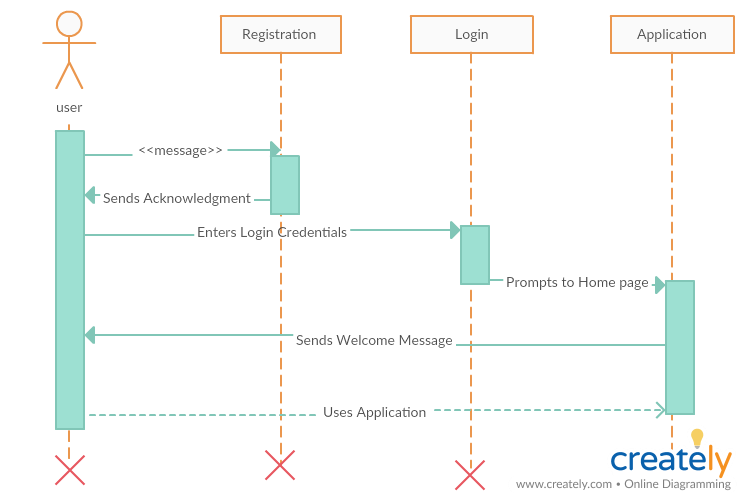 Registration
Login
Application
user
<<message>>
Sends Acknowledgment
Enters Login Credentials
Prompts to Home page
Sends Welcome Message
Uses Application
creately
www.creately.com • Online Diagramming